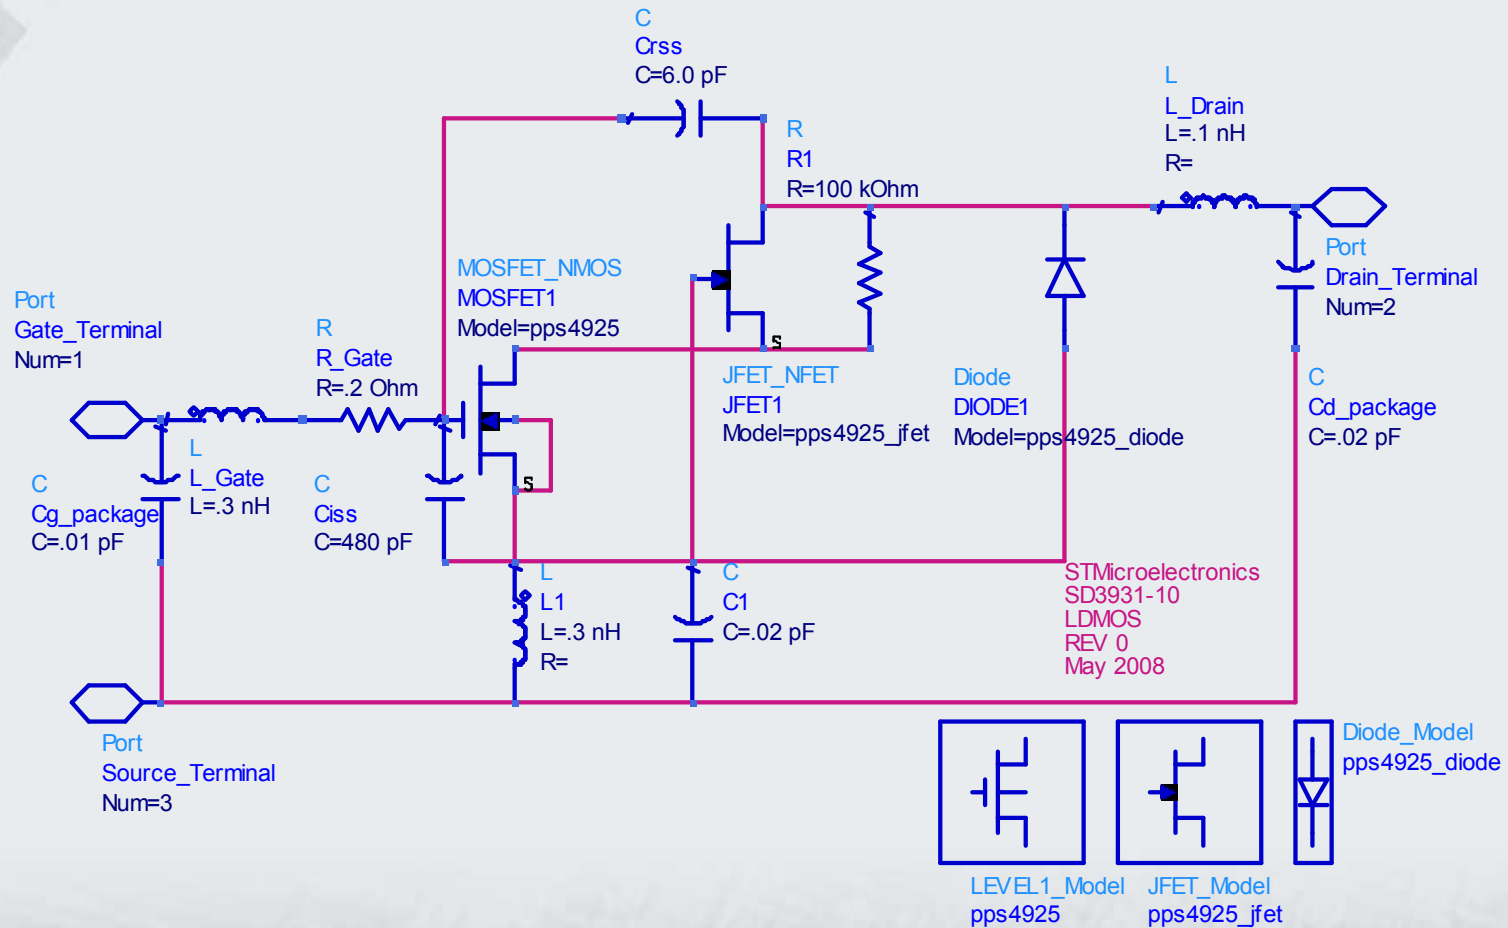 C
Crss
C=6.0 pF
L
L_Drain
L=.1 nH
R=
R
R1
R=100 kOhm
MOSFET_NMOS
MOSFET1
Model=pps4925
Port
Drain_Terminal
Num=2
Port
Gate_Terminal
Num=1
R
R_Gate
R=.2 Ohm
S
JFET_NFET
JFET1
Model=pps4925_jfet
Diode
DIODE1
Model=pps4925_diode
C
Cd_package
C=.02 pF
L
L_Gate
L=.3 nH
C
Cg_package
C=.01 pF
C
Ciss
C=480 pF
S
L
L1
L=.3 nH
R=
C
C1
C=.02 pF
STMicroelectronics
SD3931-10
LDMOS
REV 0
May 2008
Port
Source_Terminal
Num=3
Diode_Model
pps4925_diode
LEVEL1_Model
pps4925
JFET_Model
pps4925_jfet